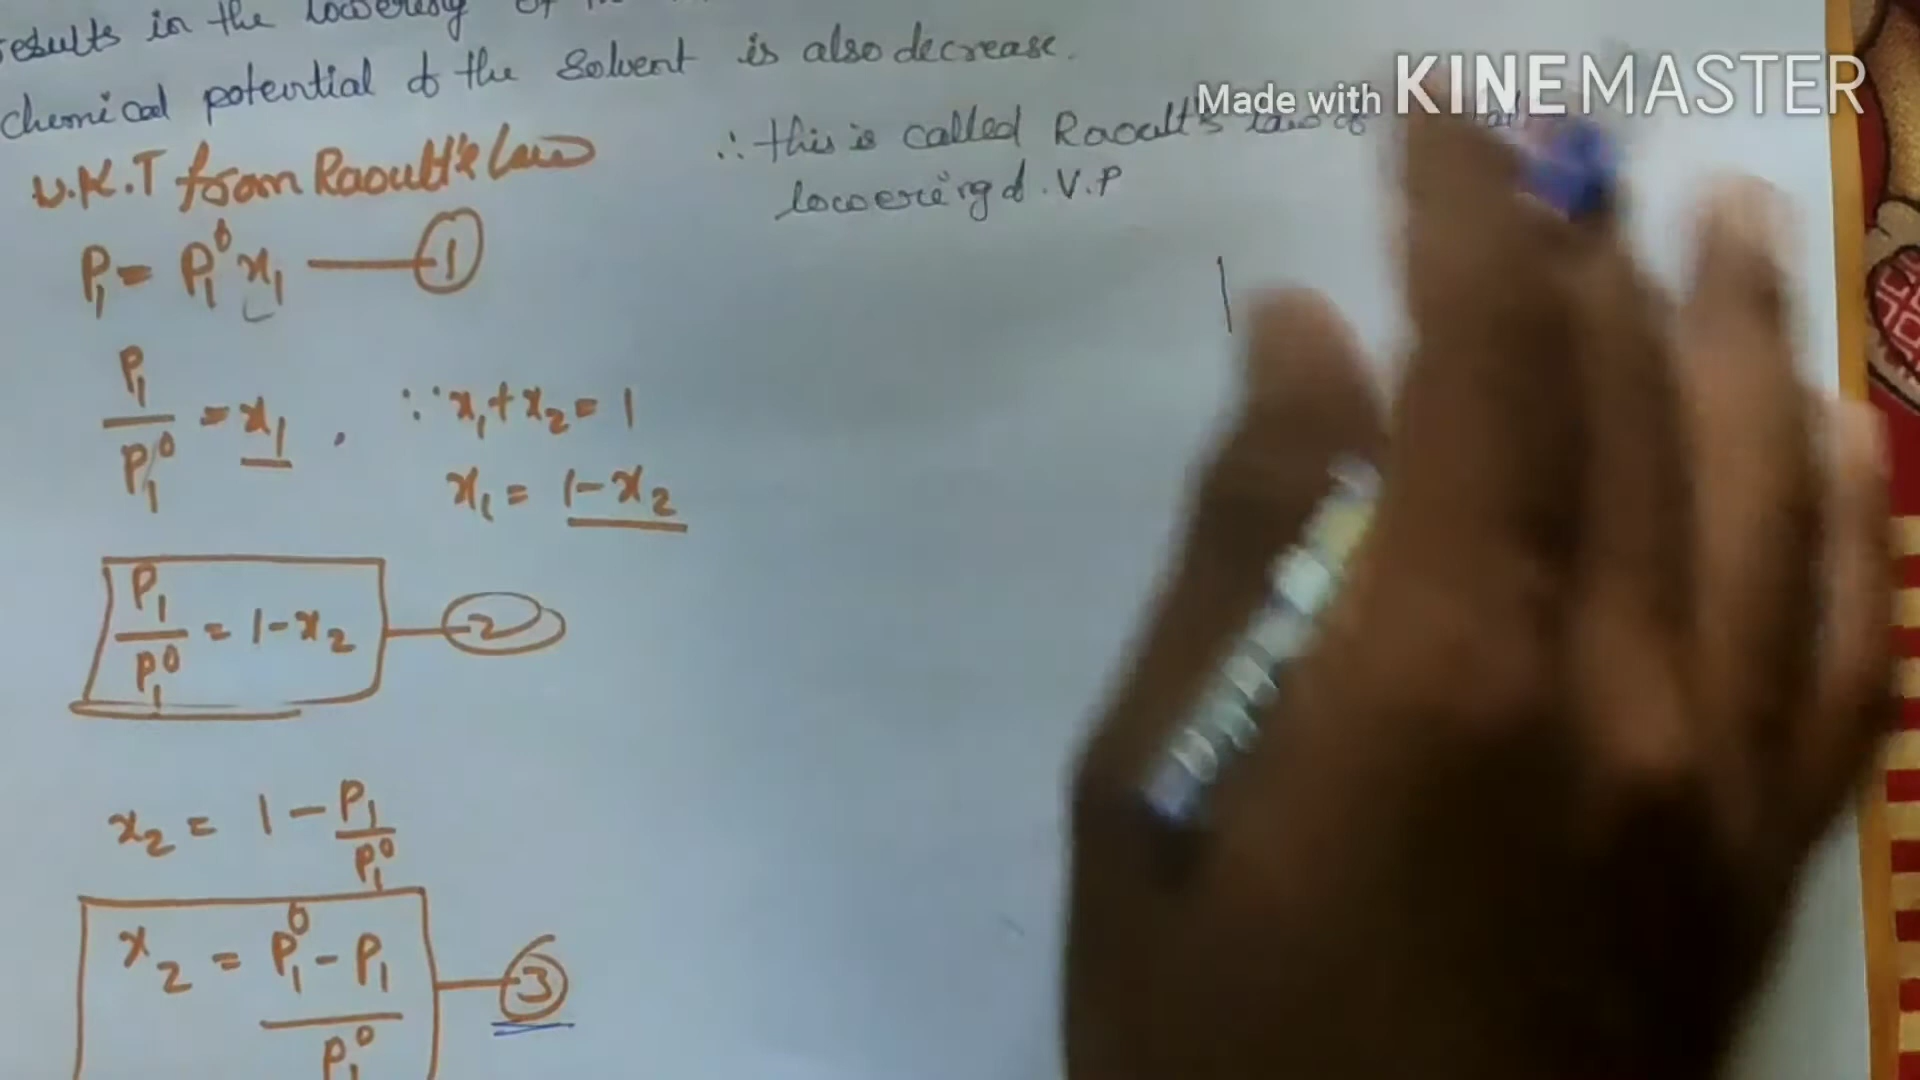 results in the lowering of the
chemical potential of the solvent is also decrease.
Made with KINEMASTER
W.K.T from Raoult's law
∴ this is called Raoult's law of
lowering of . V.P
P₁ = P₁⁰ x₁ —— ①
P₁/P₁⁰ = x₁ , ∵ x₁ + x₂ = 1
x₁ = 1 - x₂
P₁/P₁⁰ = 1 - x₂ —— ②
x₂ = 1 - P₁/P₁⁰
x₂ = P₁⁰ - P₁ / P₁⁰ —— ③